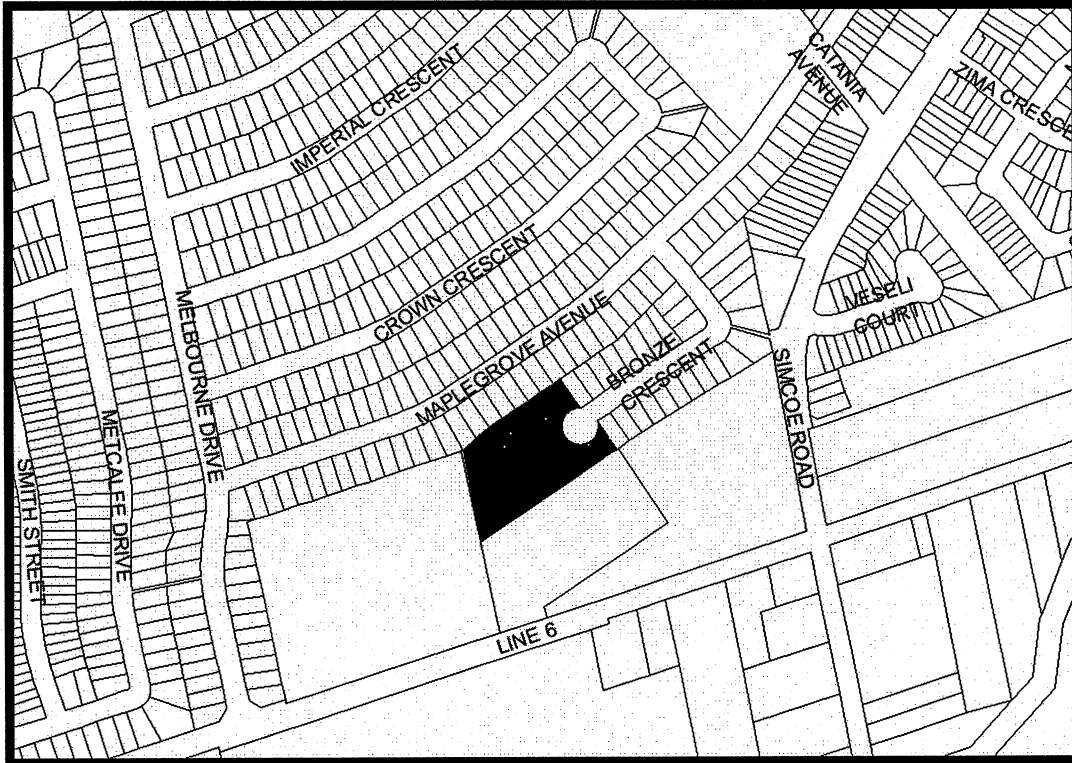 IMPERIAL CRESCENT
CATANIA
AVENUE
ZIMA CRESCE
CROWN CRESCENT
MELBOURNE DRIVE
MAPLEGROVE AVENUE
VESELI
COURT
BRONZE
CRESCENT
SIMCOE ROAD
METCALFE DRIVE
SMITH STREET
LINE 6